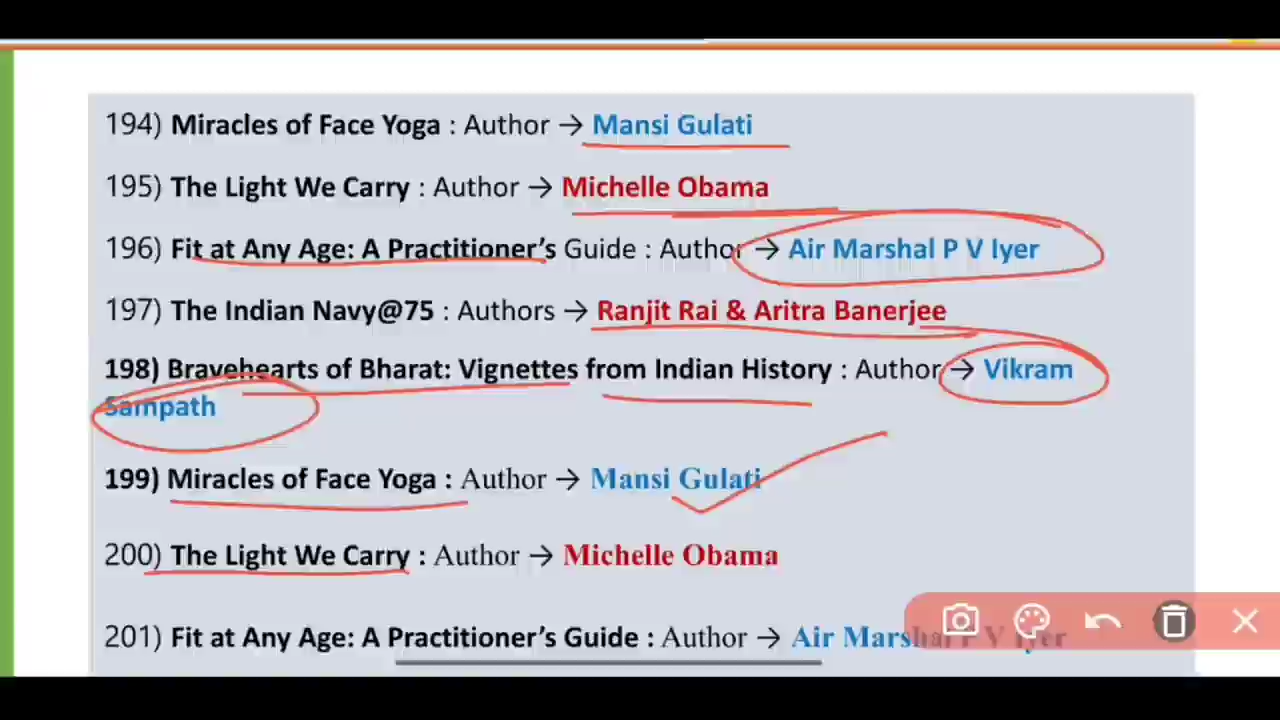 194) Miracles of Face Yoga : Author → Mansi Gulati
195) The Light We Carry : Author → Michelle Obama
196) Fit at Any Age: A Practitioner's Guide : Author → Air Marshal P V Iyer
197) The Indian Navy@75 : Authors → Ranjit Rai & Aritra Banerjee
198) Bravehearts of Bharat: Vignettes from Indian History : Author → Vikram
Sampath
199) Miracles of Face Yoga : Author → Mansi Gulati
200) The Light We Carry : Author → Michelle Obama
201) Fit at Any Age: A Practitioner's Guide : Author → Air Marshal P V Iyer